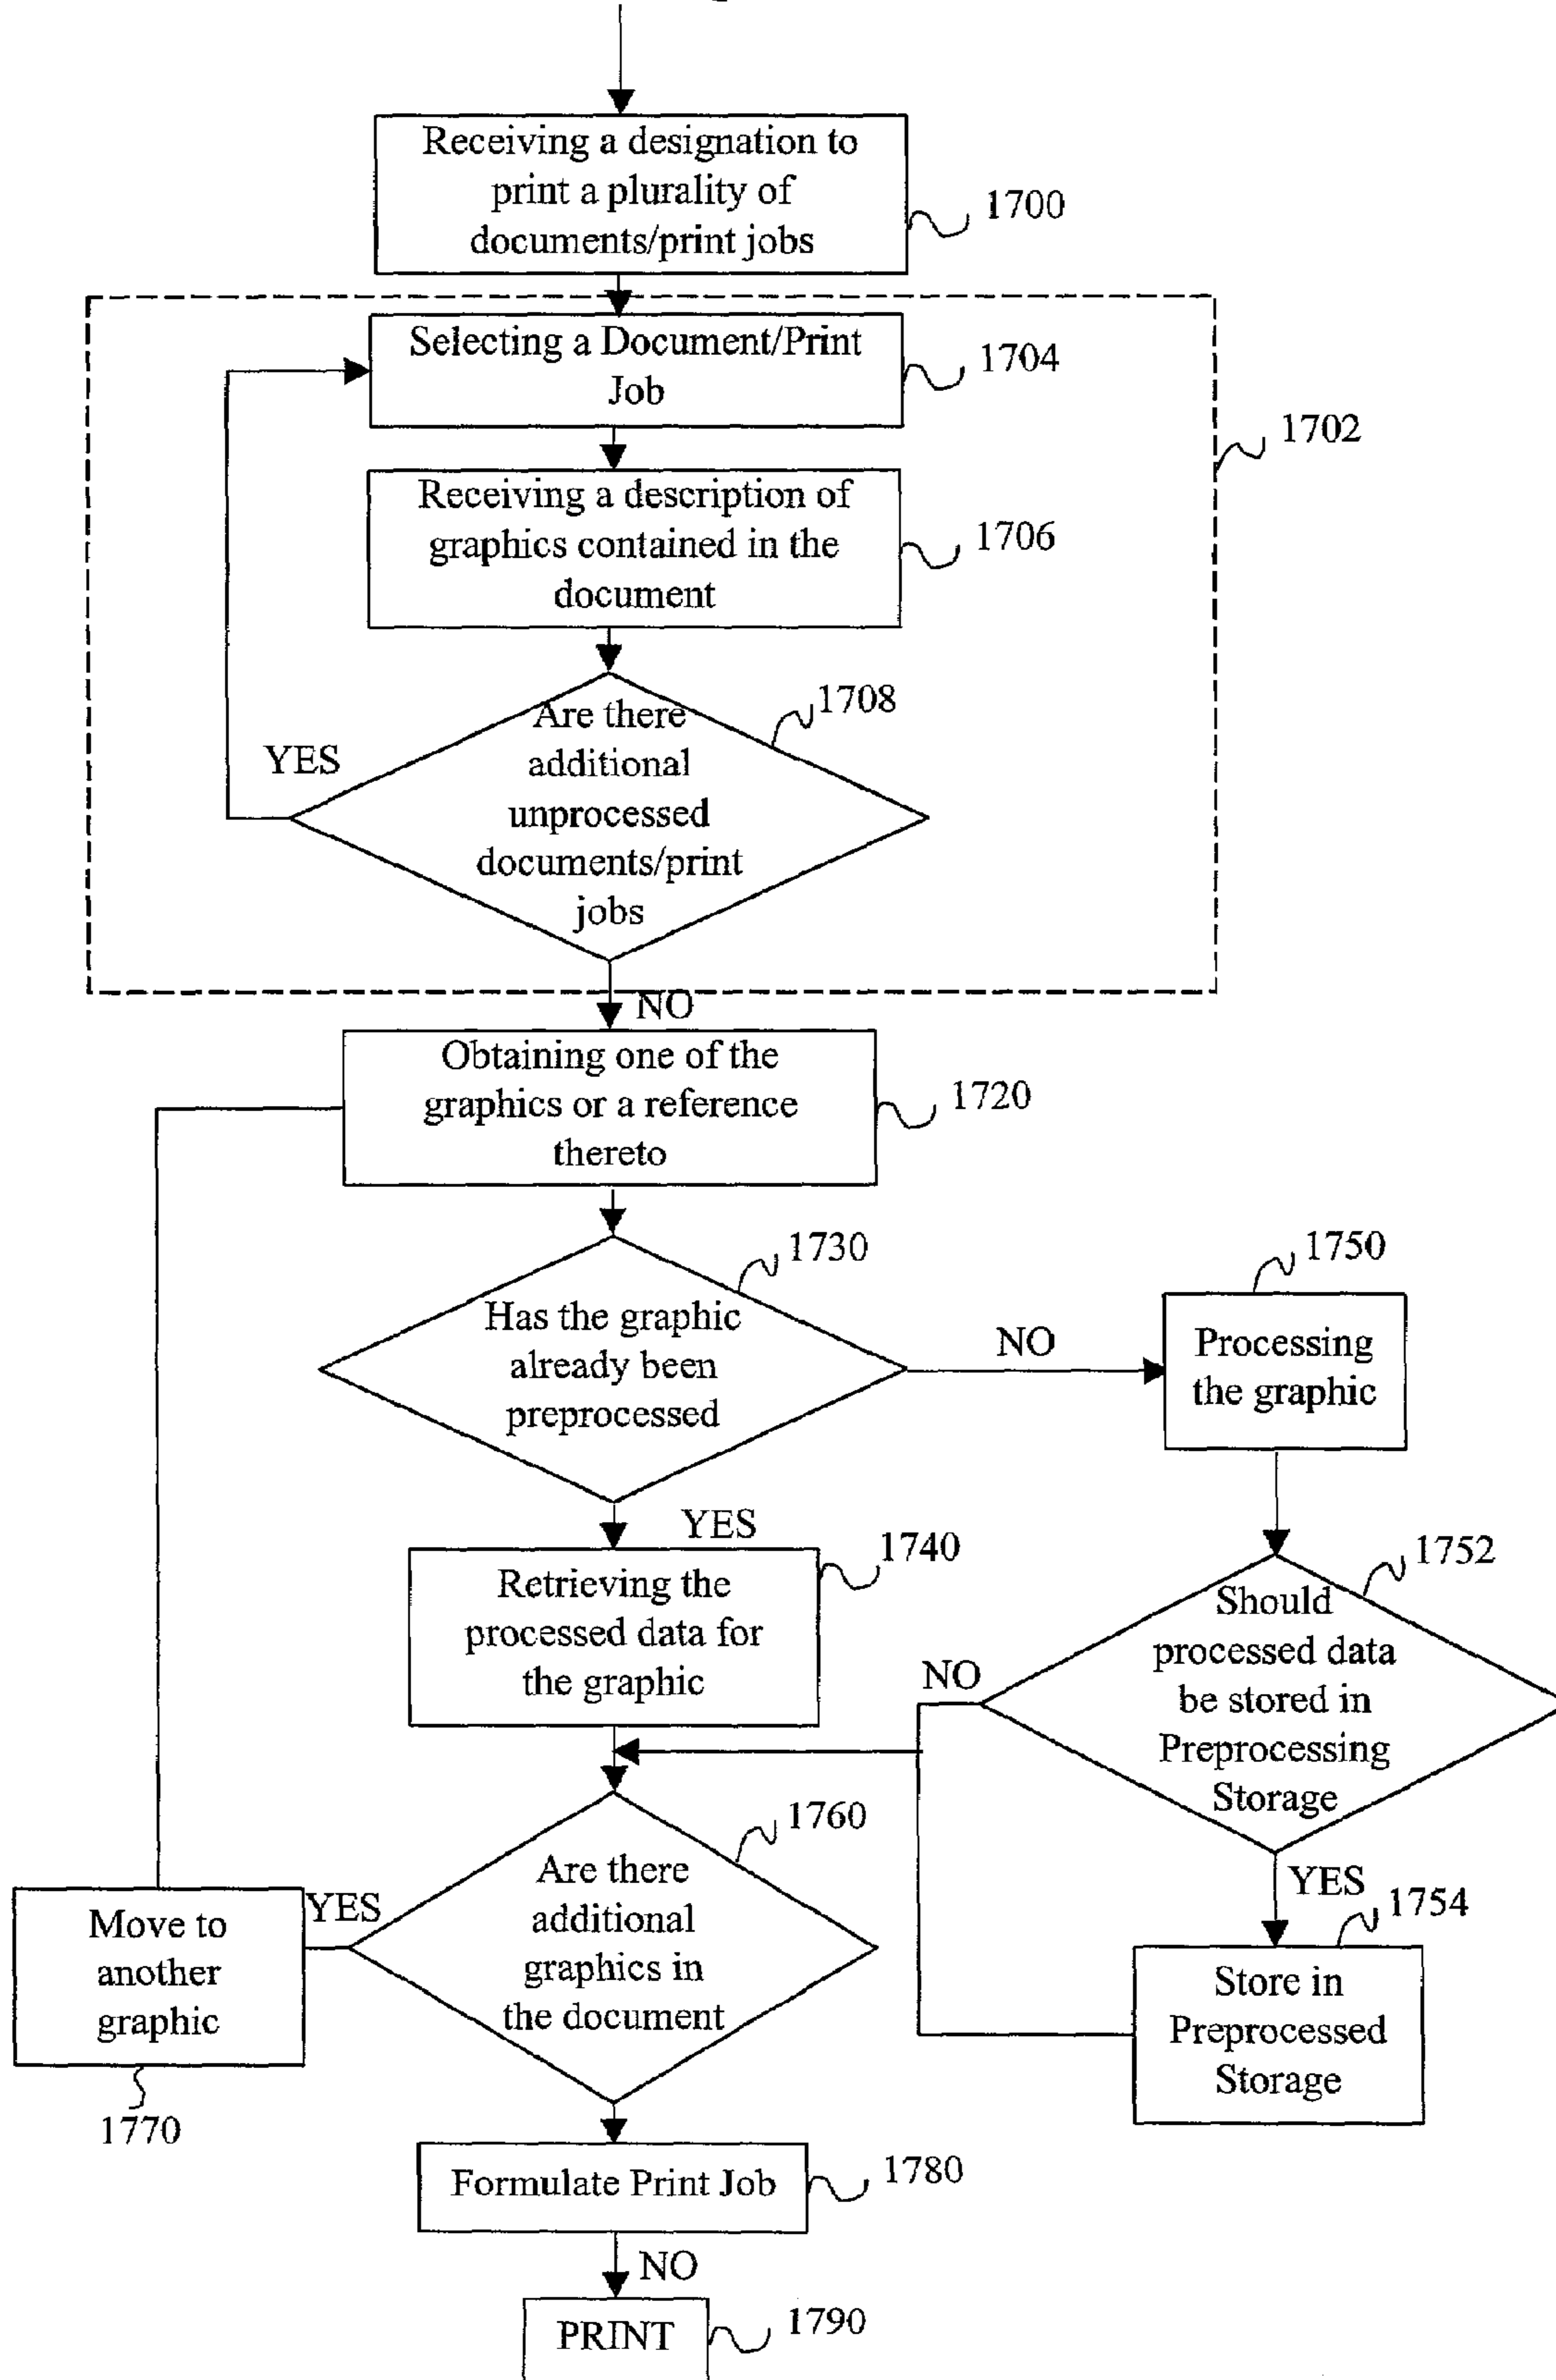 Receiving a designation to
print a plurality of
documents/print jobs
1700
Selecting a Document/Print
Job
1704
1702
Receiving a description of
graphics contained in the
document
1706
1708
Are there
additional
unprocessed
documents/print
jobs
YES
NO
Obtaining one of the
graphics or a reference
thereto
1720
1730
Has the graphic
already been
preprocessed
NO
1750
Processing
the graphic
YES
1740
Retrieving the
processed data for
the graphic
1752
Should
processed data
be stored in
Preprocessing
Storage
NO
YES
1754
Store in
Preprocessed
Storage
1760
Are there
additional
graphics in
the document
YES
Move to
another
graphic
1770
Formulate Print Job
1780
NO
PRINT
1790